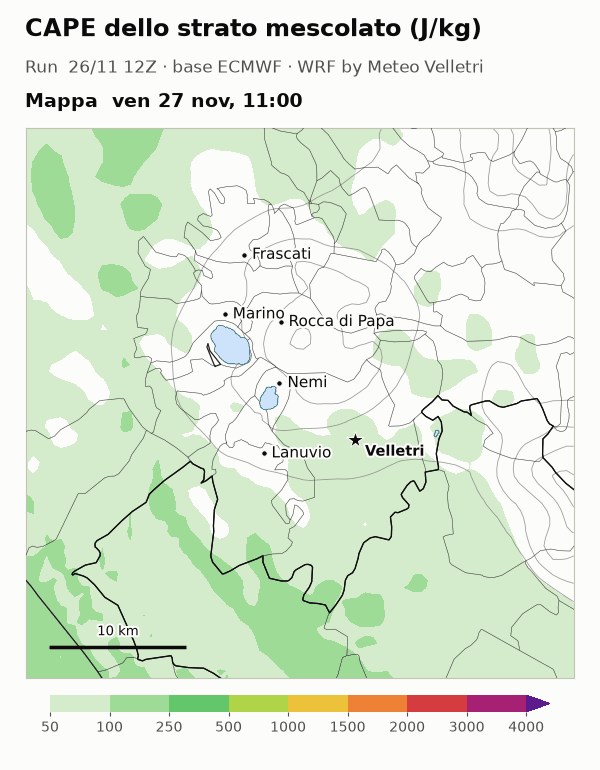 CAPE dello strato mescolato (J/kg)
Run  26/11 12Z · base ECMWF · WRF by Meteo Velletri
Mappa  ven 27 nov, 11:00
Frascati
Marino
Rocca di Papa
Nemi
Velletri
Lanuvio
10 km
50 100 250 500 1000 1500 2000 3000 4000